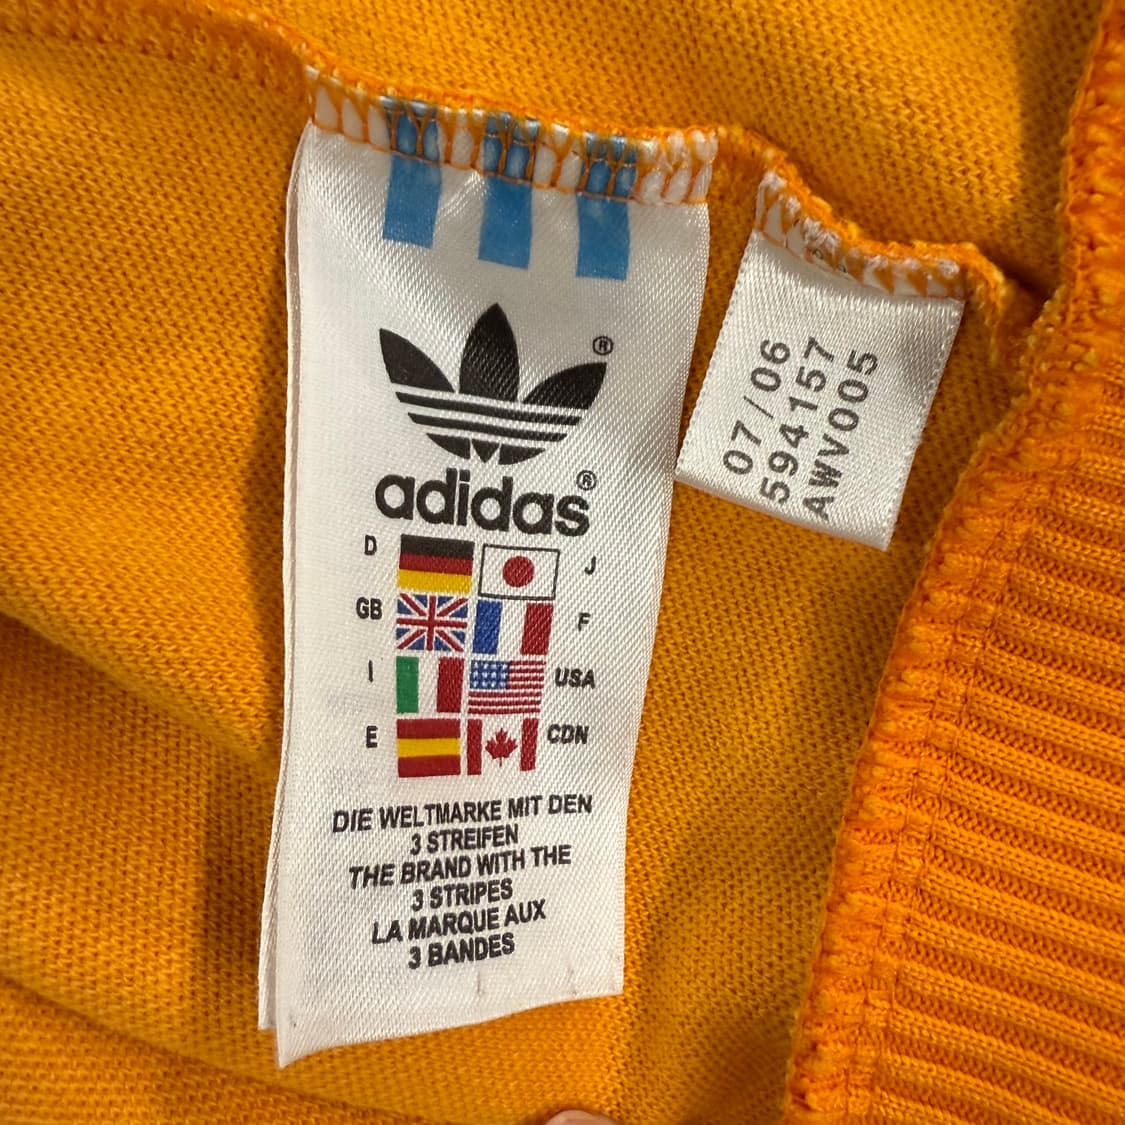 ®
adidas®
D
J
GB
F
I
USA
E
CDN
DIE WELTMARKE MIT DEN
3 STREIFEN
THE BRAND WITH THE
3 STRIPES
LA MARQUE AUX
3 BANDES
07/06
594157
AWV005